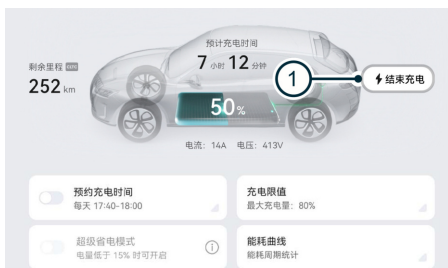 预计充电时间
7 小时 12 分钟
剩余里程
252 km
1
结束充电
50%
电流：14A 电压：413V
预约充电时间
每天 17:40-18:00
充电限值
最大充电量：80%
超级省电模式
电量低于 15% 时可开启
能耗曲线
能耗周期统计